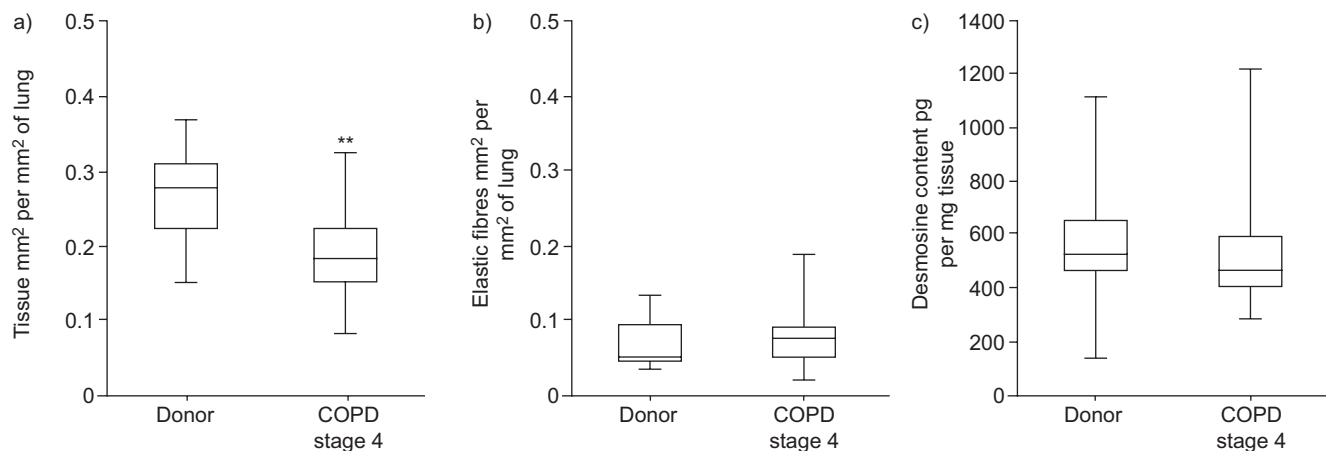 a)
Tissue mm² per mm² of lung
0.5
0.4
0.3
0.2
0.1
0
**
Donor
COPD
stage 4
b)
Elastic fibres mm² per
mm² of lung
0.5
0.4
0.3
0.2
0.1
0
Donor
COPD
stage 4
c)
Desmosine content pg
per mg tissue
1400
1200
1000
800
600
400
200
0
Donor
COPD
stage 4